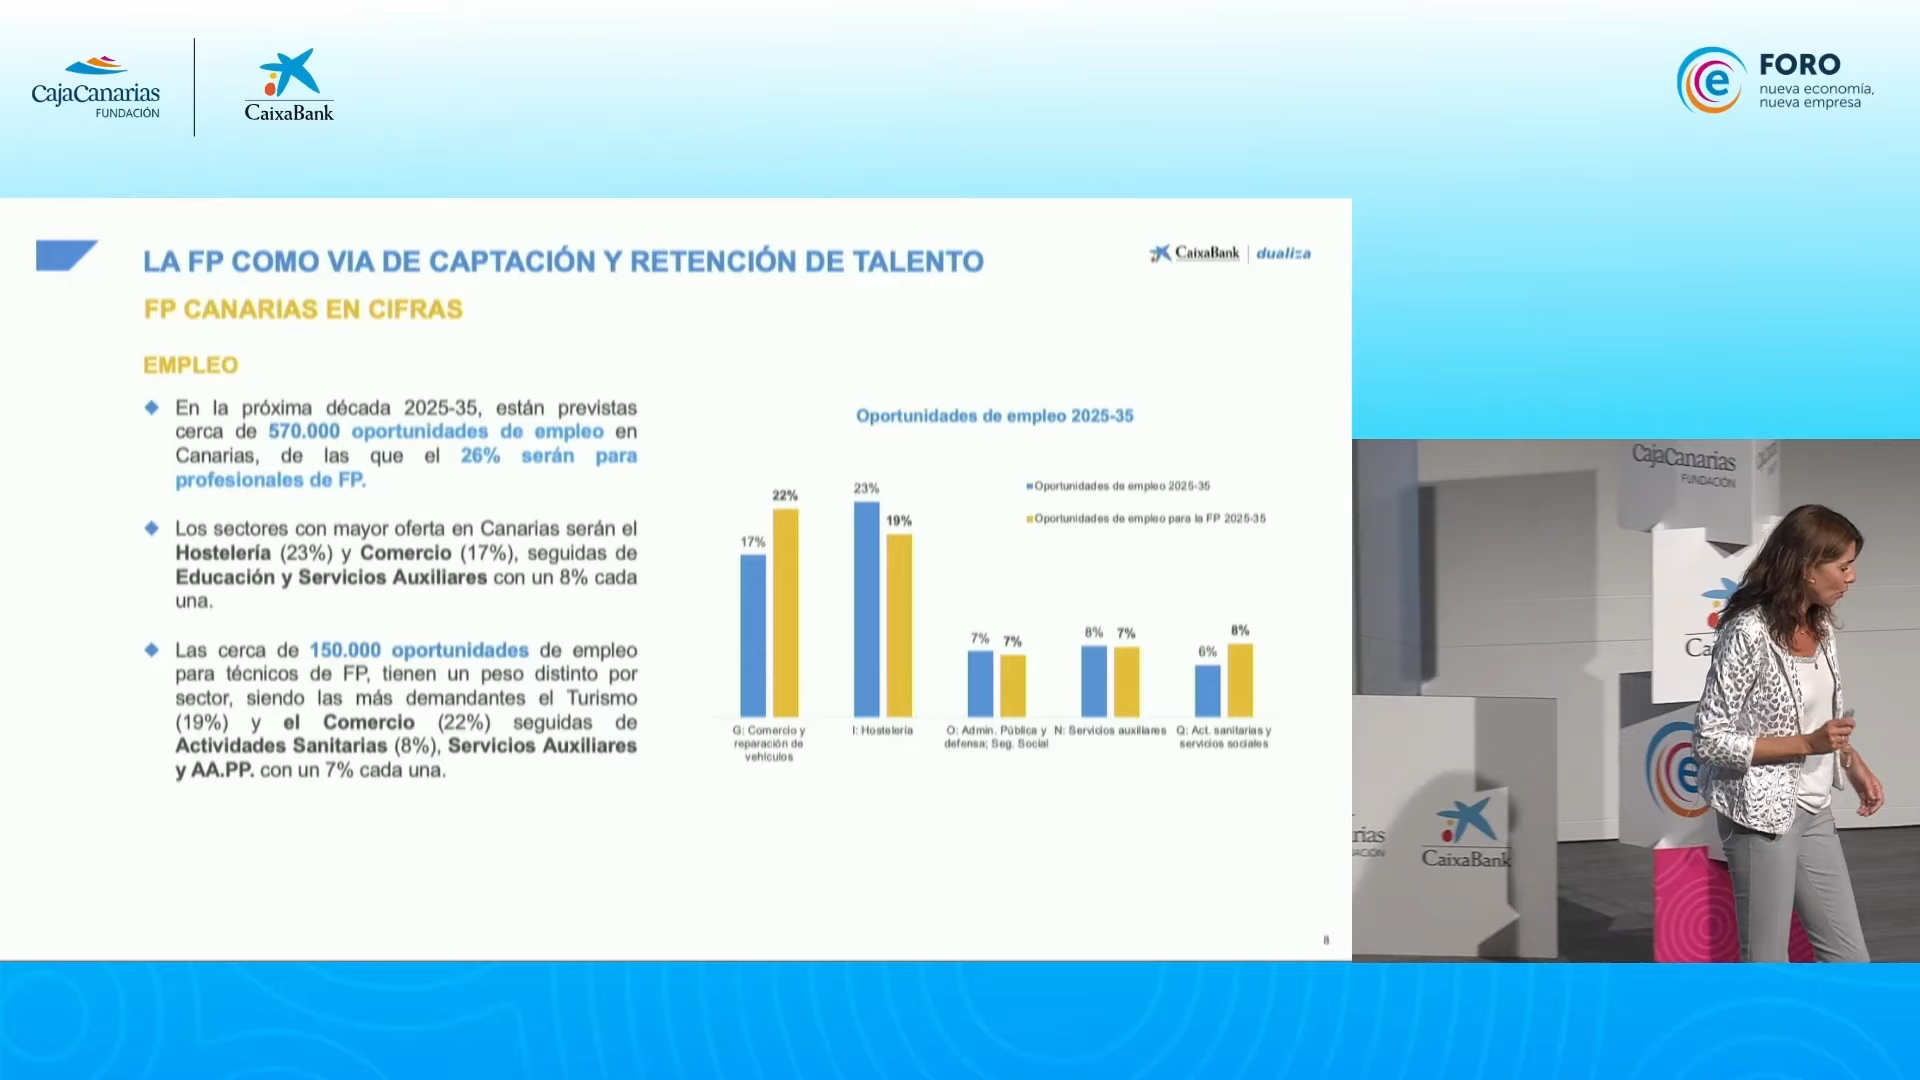 CajaCanarias
FUNDACIÓN
CaixaBank
FORO
nueva economía,
nueva empresa
LA FP COMO VIA DE CAPTACIÓN Y RETENCIÓN DE TALENTO
CaixaBank dualiza
FP CANARIAS EN CIFRAS
EMPLEO
En la próxima década 2025-35, están previstas
cerca de 570.000 oportunidades de empleo en
Canarias, de las que el 26% serán para
profesionales de FP.
Los sectores con mayor oferta en Canarias serán el
Hostelería (23%) y Comercio (17%), seguidas de
Educación y Servicios Auxiliares con un 8% cada
una.
Las cerca de 150.000 oportunidades de empleo
para técnicos de FP, tienen un peso distinto por
sector, siendo las más demandantes el Turismo
(19%) y el Comercio (22%) seguidas de
Actividades Sanitarias (8%), Servicios Auxiliares
y AA.PP. con un 7% cada una.
Oportunidades de empleo 2025-35
Oportunidades de empleo 2025-35
Oportunidades de empleo para la FP 2025-35
17% 22% 23% 19% 7% 7% 8% 7% 6% 8%
G: Comercio y
reparación de
vehículos
I: Hostelería
O: Admin. Pública y
defensa; Seg. Social
N: Servicios auxiliares
Q: Act. sanitarias y
servicios sociales
8
CajaCanarias
FUNDACIÓN
Ca
e
rias
ACIÓN
CaixaBank